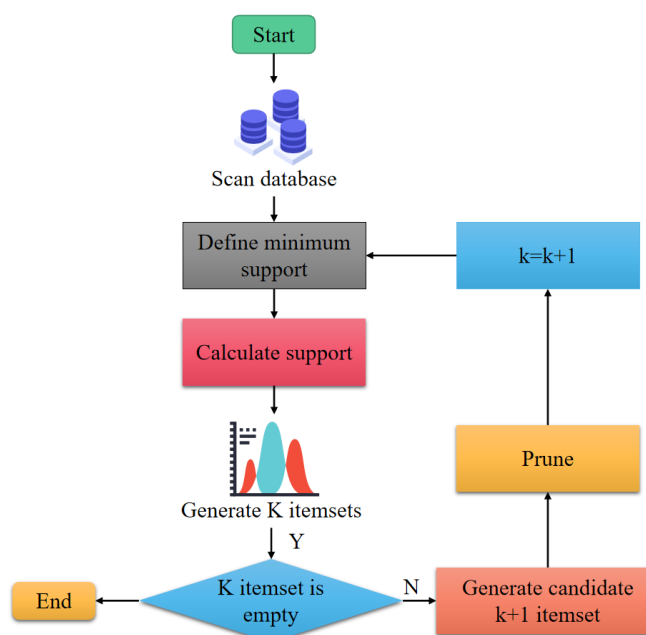 Start
Scan database
Define minimum
support
k=k+1
Calculate support
Prune
Generate K itemsets
Y
K itemset is
empty
N
End
Generate candidate
k+1 itemset